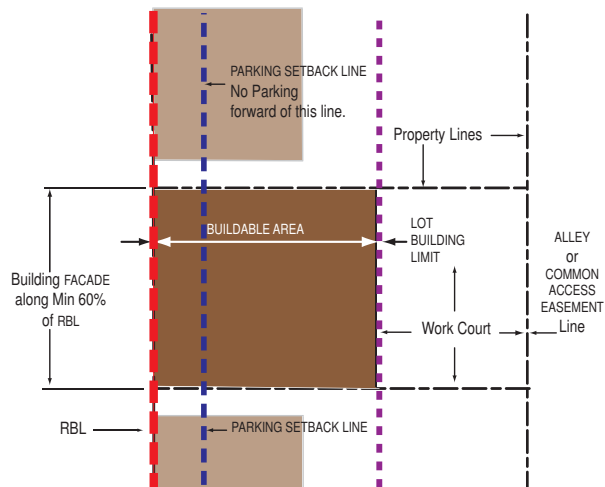 PARKING SETBACK LINE
No Parking
forward of this line.
Property Lines
BUILDABLE AREA
LOT
BUILDING
LIMIT
ALLEY
or
COMMON
ACCESS
EASEMENT
Line
Building FACADE
along Min 60%
of RBL
Work Court
RBL
PARKING SETBACK LINE